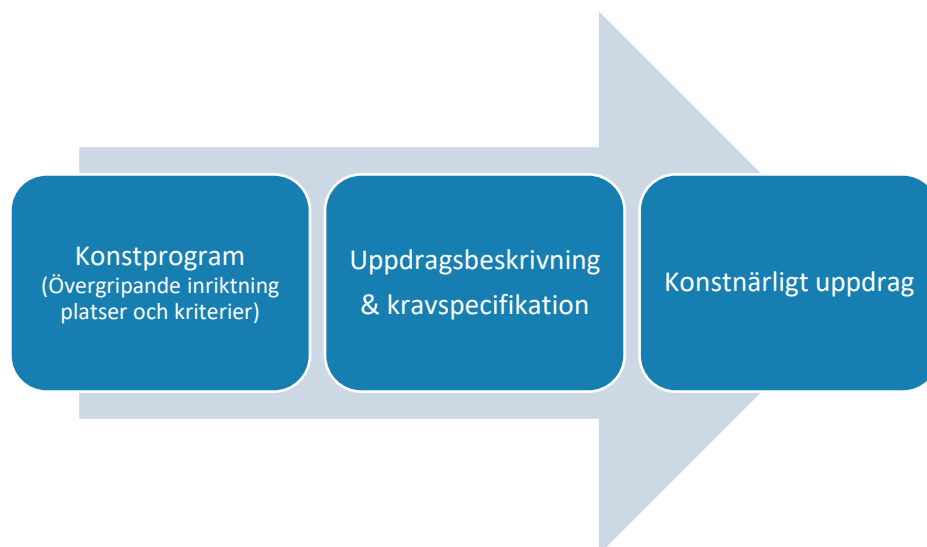 Konstprogram
(Övergripande inriktning
platser och kriterier)
Uppdragsbeskrivning
& kravspecifikation
Konstnärligt uppdrag